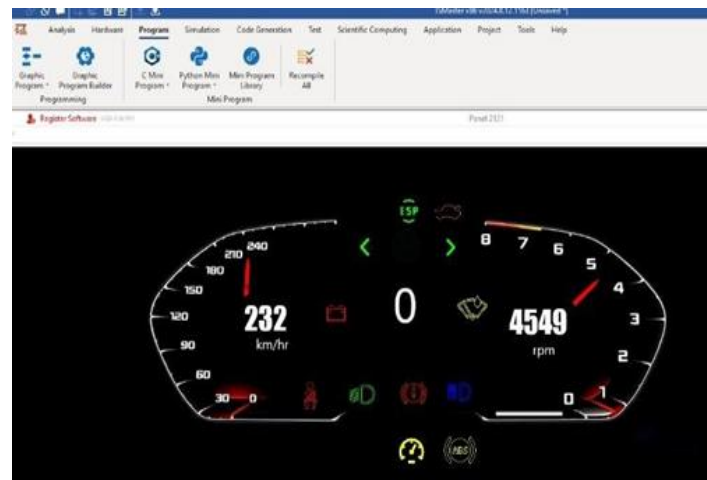 Analysis Hardware Program Simulation Code Generation Test Scientific Computing Application Project Tools Help
Graphic Program
Graphic Program Builder
C Mini Program
Python Mini Program
Mini Program Library
Recompile All
Programming
Mini Program
Register Software
Panel
ESP
240
210
180
150
120
90
60
30
0
232
km/hr
0
8
7
6
5
4
3
2
1
0
4549
rpm
ABS